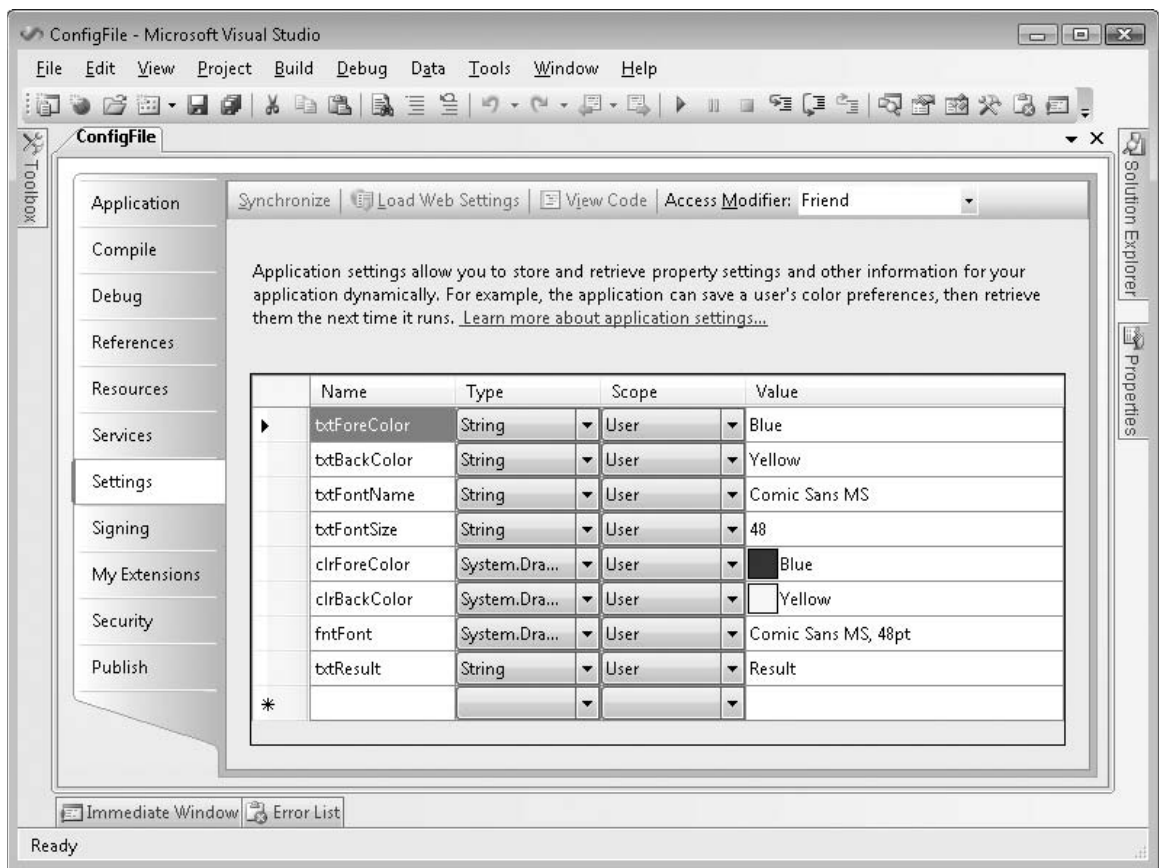 ConfigFile - Microsoft Visual Studio
File Edit View Project Build Debug Data Tools Window Help
ConfigFile
Toolbox
Solution Explorer
Properties
Application
Compile
Debug
References
Resources
Services
Settings
Signing
My Extensions
Security
Publish
Synchronize Load Web Settings View Code Access Modifier: Friend
Application settings allow you to store and retrieve property settings and other information for your
application dynamically. For example, the application can save a user's color preferences, then retrieve
them the next time it runs. Learn more about application settings...
Name Type Scope Value
txtForeColor String User Blue
txtBackColor String User Yellow
txtFontName String User Comic Sans MS
txtFontSize String User 48
clrForeColor System.Dra... User Blue
clrBackColor System.Dra... User Yellow
fntFont System.Dra... User Comic Sans MS, 48pt
txtResult String User Result
*
Immediate Window Error List
Ready